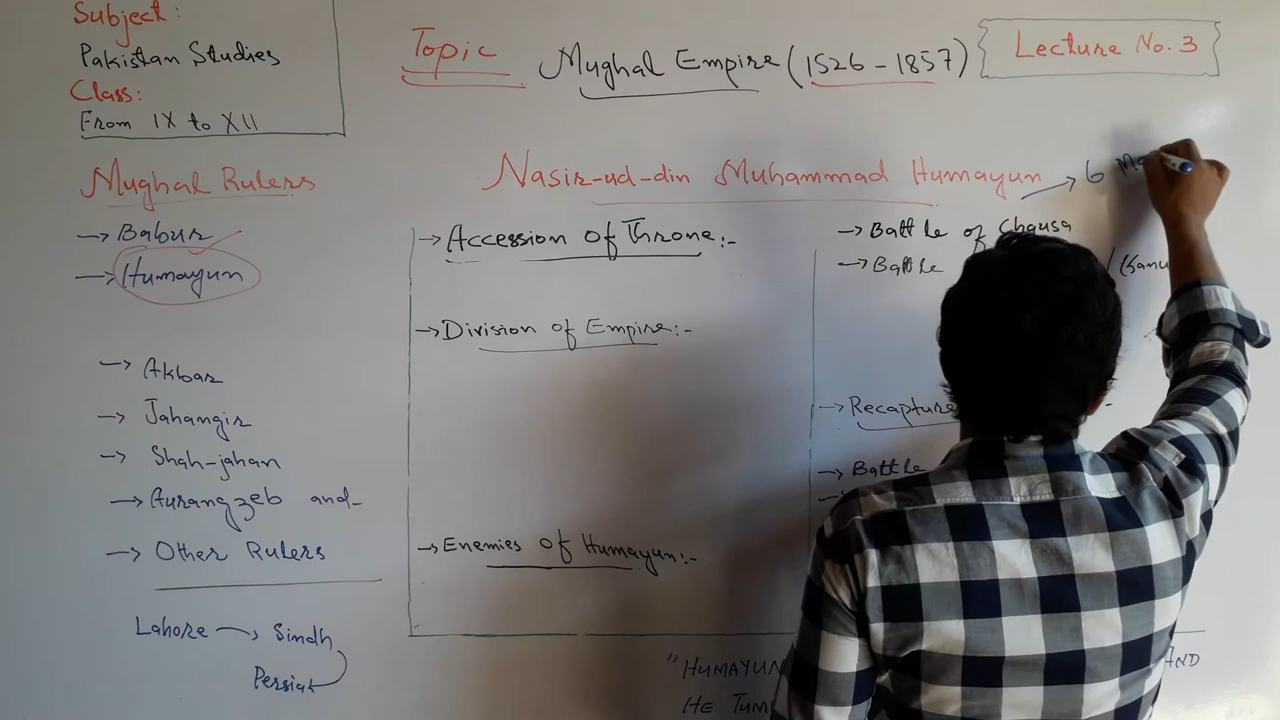 Subject:
Pakistan Studies
Class:
From IX to XII
Topic Mughal Empire (1526 - 1857)
Lecture No. 3
Mughal Rulers
→ Babur
→ Humayun
→ Akbar
→ Jahangir
→ Shah-jahan
→ Aurangzeb and-
→ Other Rulers
Lahore → Sindh
Persia
Nasir-ud-din Muhammad Humayun → 6
→ Accession of Throne:-
→ Division of Empire:-
→ Enemies of Humayun:-
→ Battle of Chausa
→ Battle
→ Recapture
→ Battle
"HUMAYUN AND
HE